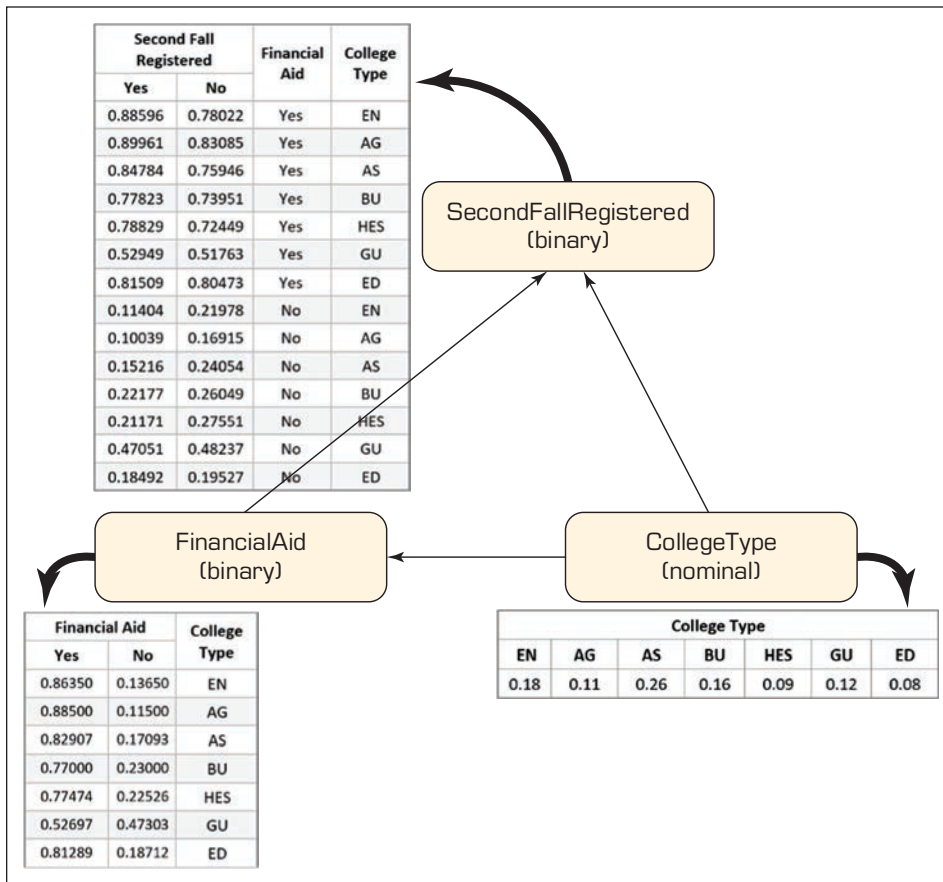 Second Fall Registered Financial Aid College Type
Yes No
0.88596 0.78022 Yes EN
0.89961 0.83085 Yes AG
0.84784 0.75946 Yes AS
0.77823 0.73951 Yes BU
0.78829 0.72449 Yes HES
0.52949 0.51763 Yes GU
0.81509 0.80473 Yes ED
0.11404 0.21978 No EN
0.10039 0.16915 No AG
0.15216 0.24054 No AS
0.22177 0.26049 No BU
0.21171 0.27551 No HES
0.47051 0.48237 No GU
0.18492 0.19527 No ED
SecondFallRegistered
(binary)
FinancialAid
(binary)
CollegeType
(nominal)
Financial Aid College Type
Yes No
0.86350 0.13650 EN
0.88500 0.11500 AG
0.82907 0.17093 AS
0.77000 0.23000 BU
0.77474 0.22526 HES
0.52697 0.47303 GU
0.81289 0.18712 ED
College Type
EN AG AS BU HES GU ED
0.18 0.11 0.26 0.16 0.09 0.12 0.08